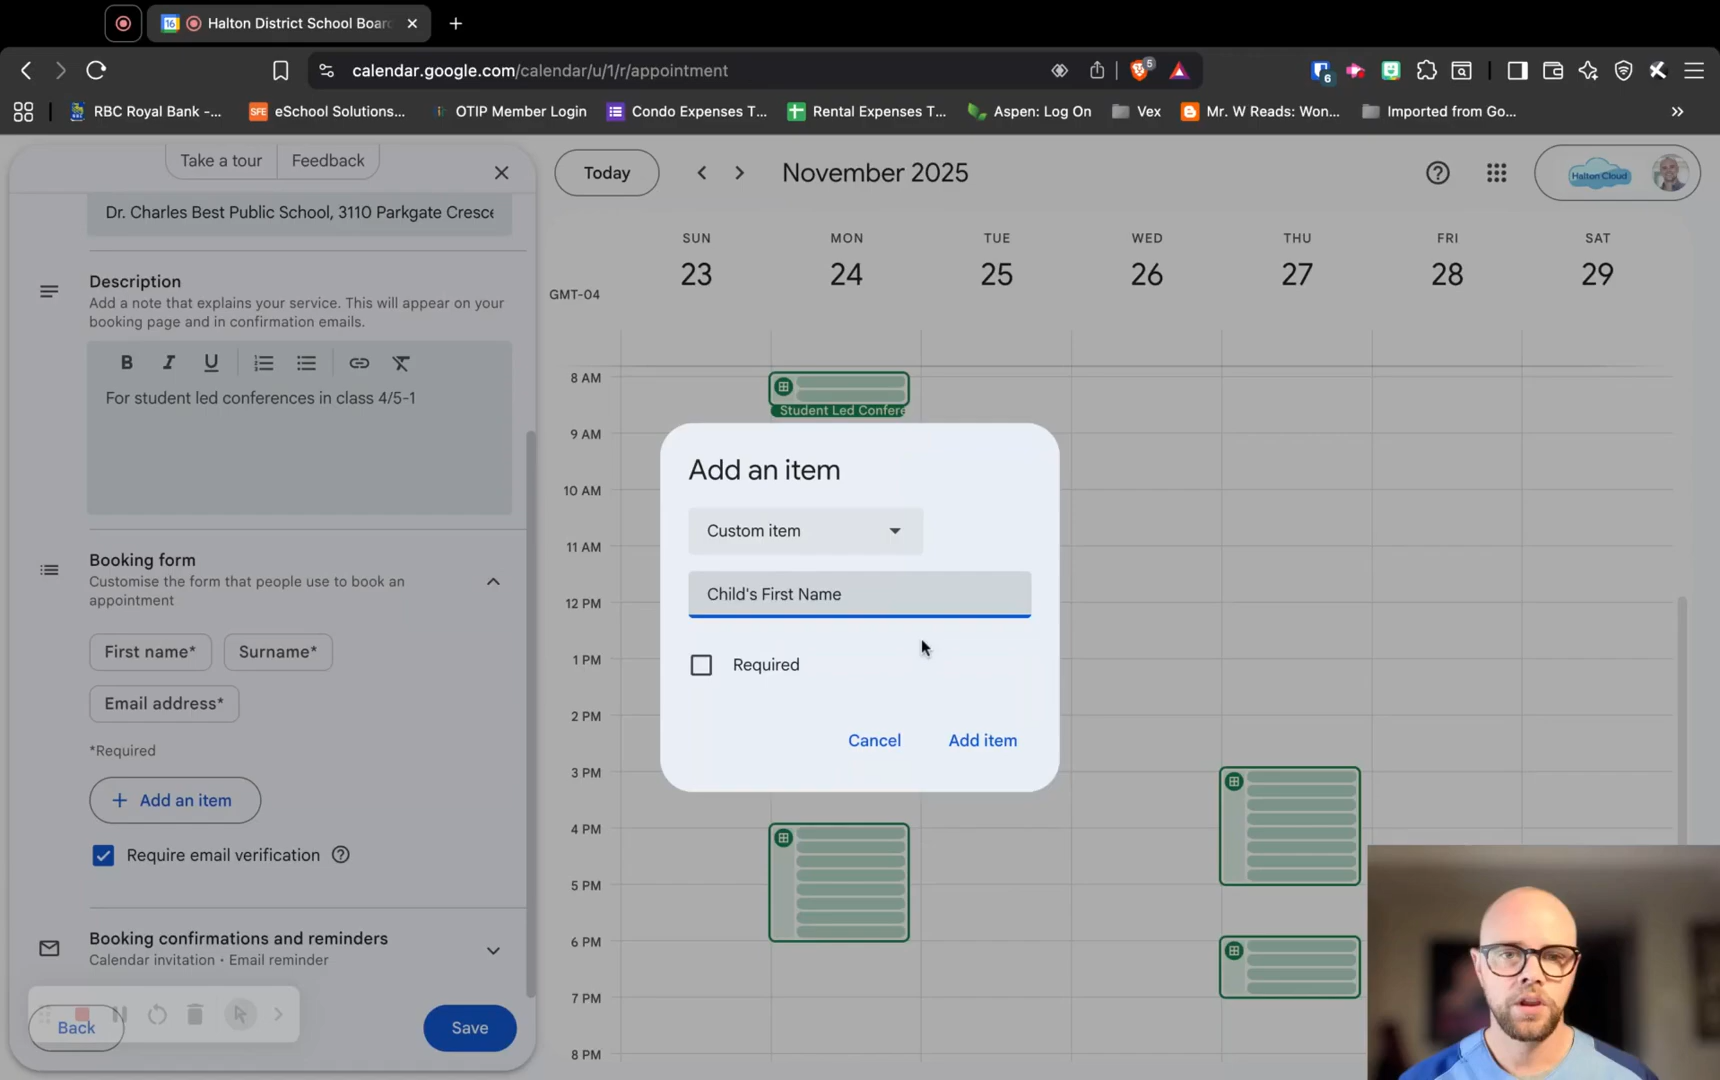 16
Halton District School Board
calendar.google.com/calendar/u/1/r/appointment
5
6
RBC Royal Bank -...
SFE
eSchool Solutions...
OTIP Member Login
Condo Expenses T...
Rental Expenses T...
Aspen: Log On
Vex
Mr. W Reads: Won...
Imported from Go...
Take a tour
Feedback
Today
November 2025
Halton Cloud
Dr. Charles Best Public School, 3110 Parkgate Cresce
Description
Add a note that explains your service. This will appear on your
booking page and in confirmation emails.
B I U
For student led conferences in class 4/5-1
Booking form
Customise the form that people use to book an
appointment
First name*
Surname*
Email address*
*Required
Add an item
Require email verification
Booking confirmations and reminders
Calendar invitation • Email reminder
Back
Save
SUN MON TUE WED THU FRI SAT
23 24 25 26 27 28 29
GMT-04
8 AM
Student Led Confere
9 AM
10 AM
11 AM
12 PM
1 PM
2 PM
3 PM
4 PM
5 PM
6 PM
7 PM
8 PM
Add an item
Custom item
Child's First Name
Required
Cancel
Add item